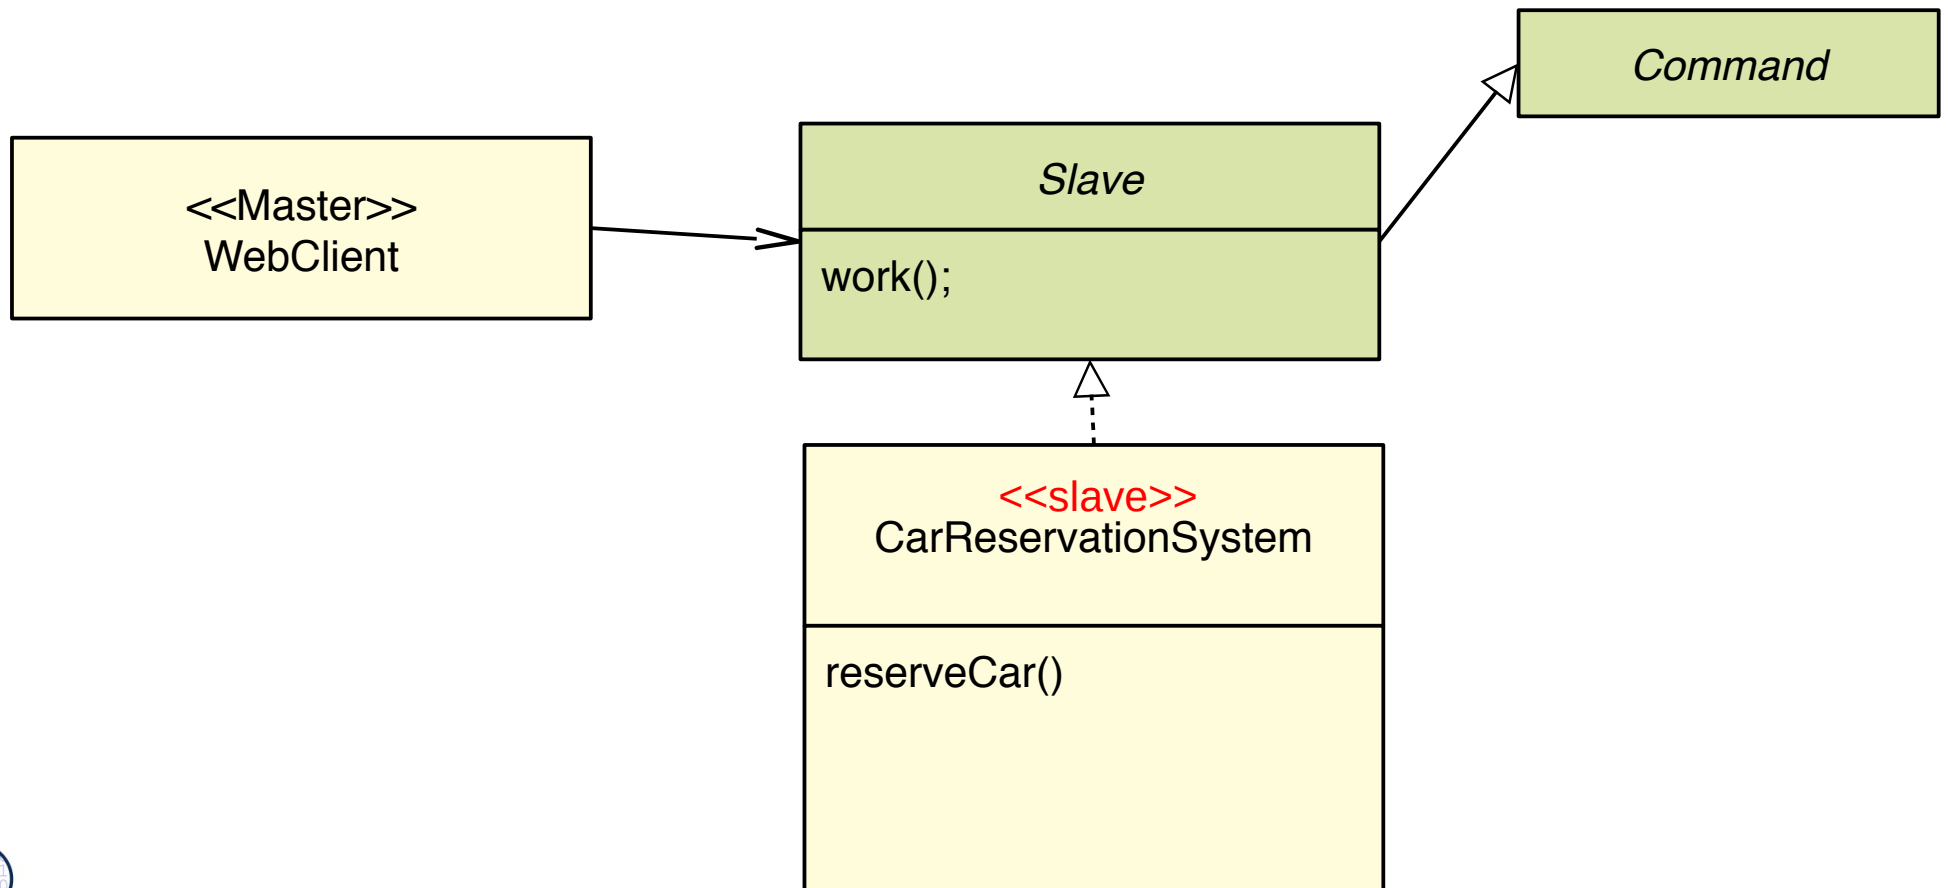 Command
Slave
<<Master>>
WebClient
work();
<<slave>>
CarReservationSystem
reserveCar()